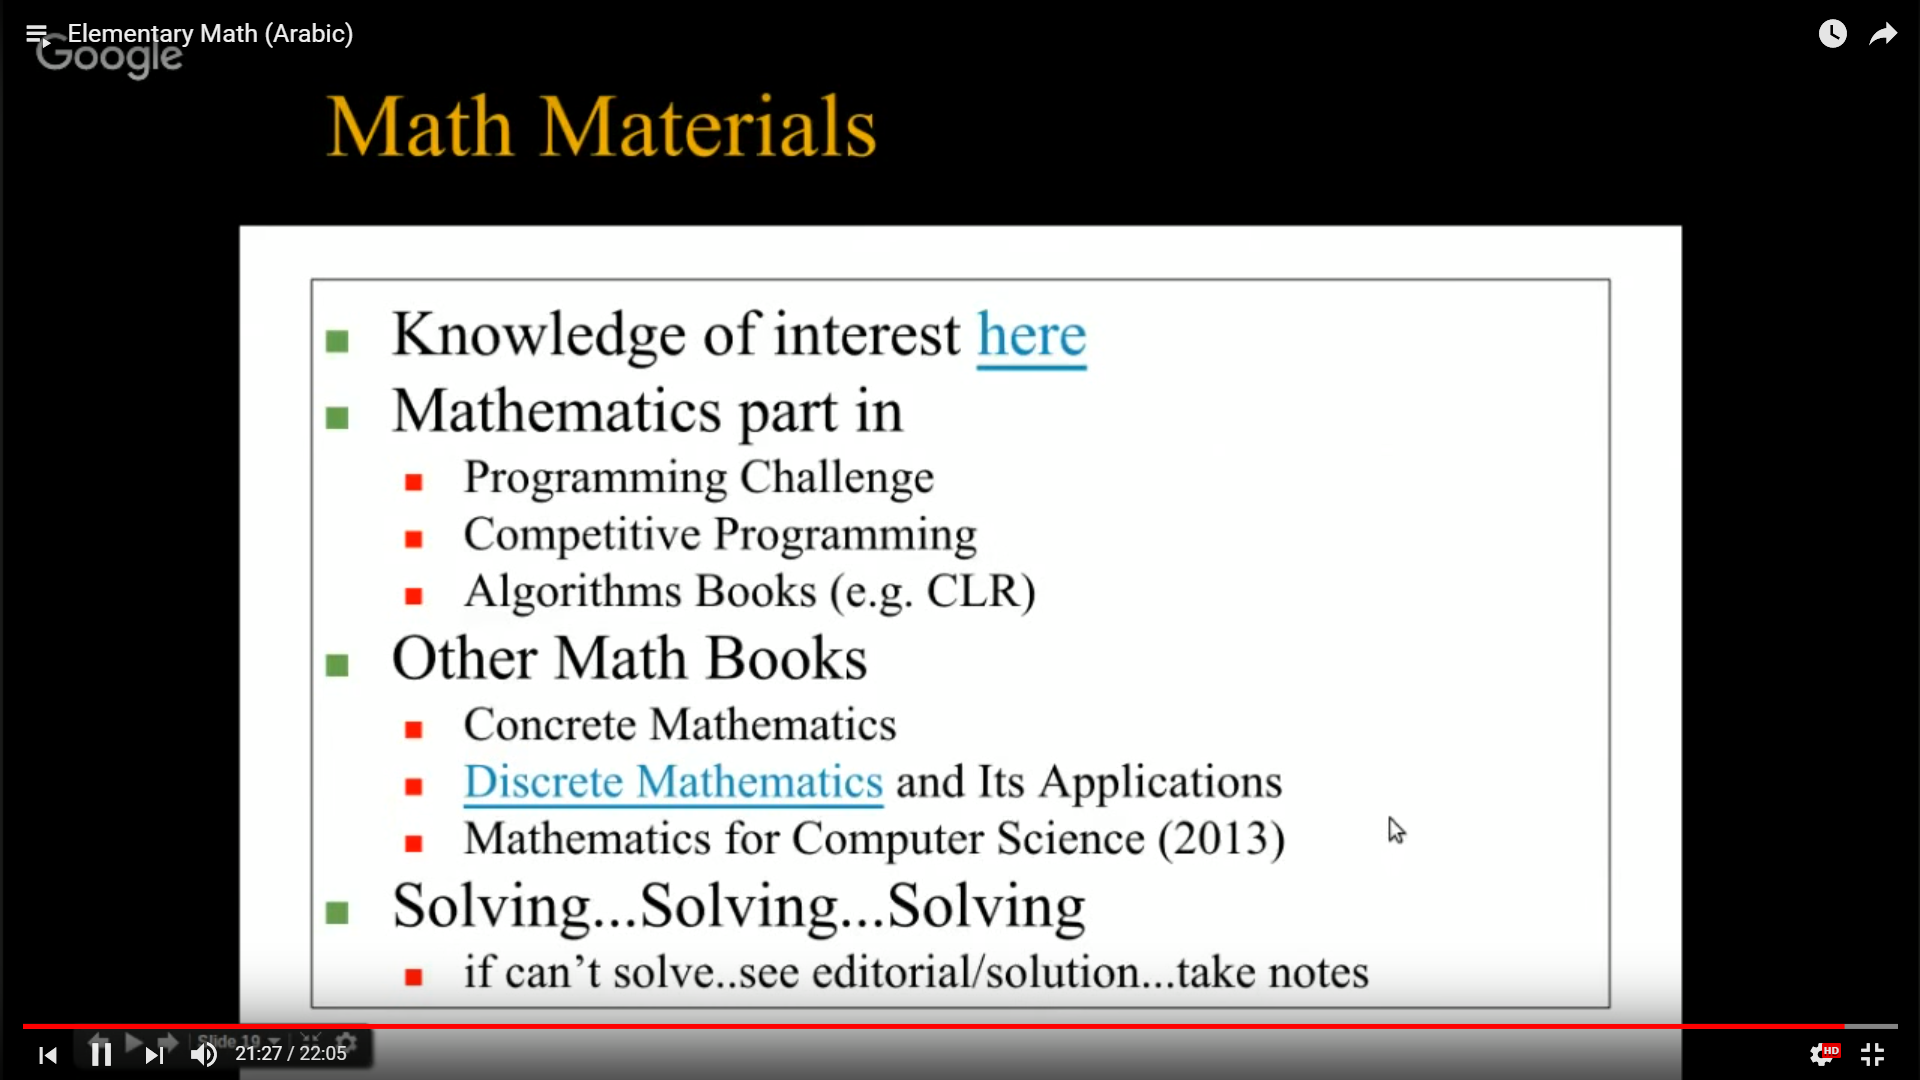 Elementary Math (Arabic)
Google
Math Materials
Knowledge of interest here
Mathematics part in
Programming Challenge
Competitive Programming
Algorithms Books (e.g. CLR)
Other Math Books
Concrete Mathematics
Discrete Mathematics and Its Applications
Mathematics for Computer Science (2013)
Solving...Solving...Solving
if can’t solve..see editorial/solution...take notes
Slide 19
21:27 / 22:05
HD